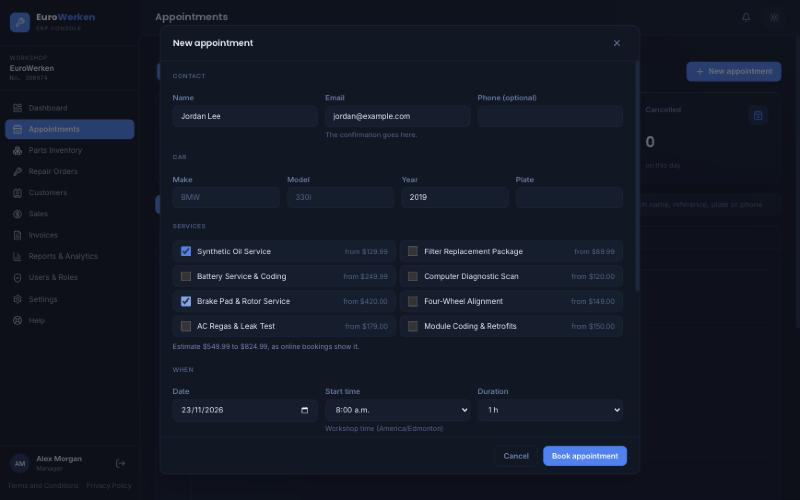 EuroWerken
ERP CONSOLE
Appointments
WORKSHOP
EuroWerken
Dashboard
Appointments
Parts Inventory
Repair Orders
Customers
Sales
Invoices
Reports & Analytics
Users & Roles
Settings
Help
AM
Alex Morgan
Manager
Terms and Conditions
Privacy Policy
New appointment
Cancelled
0
on this day
name, reference, plate or phone
New appointment
CONTACT
Name
Email
Phone (optional)
Jordan Lee
jordan@example.com
The confirmation goes here.
CAR
Make
Model
Year
Plate
BMW
330i
2019
SERVICES
Synthetic Oil Service
from $129.99
Filter Replacement Package
from $89.99
Battery Service & Coding
from $249.99
Computer Diagnostic Scan
from $120.00
Brake Pad & Rotor Service
from $420.00
Four-Wheel Alignment
from $149.00
AC Regas & Leak Test
from $179.00
Module Coding & Retrofits
from $150.00
Estimate $549.99 to $824.99, as online bookings show it.
WHEN
Date
Start time
Duration
23/11/2026
8:00 a.m.
1 h
Workshop time (America/Edmonton)
Cancel
Book appointment